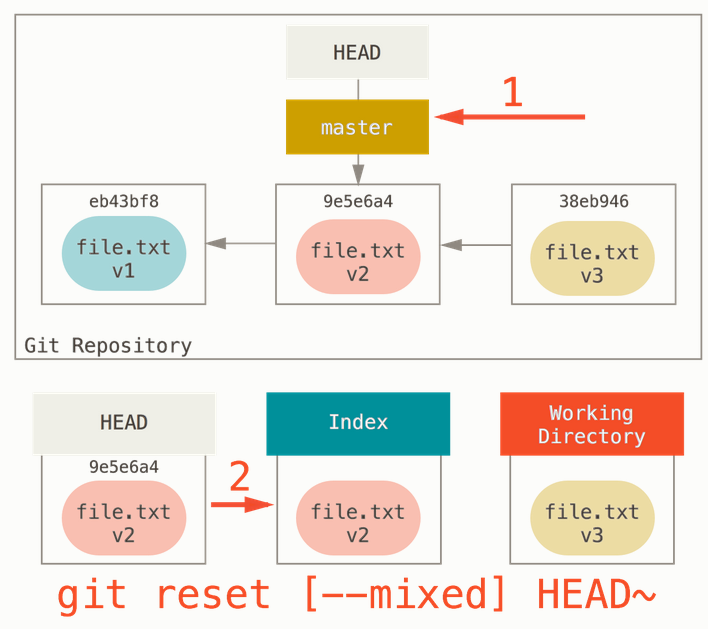 HEAD
1
master
eb43bf8
9e5e6a4
38eb946
file.txt
v1
file.txt
v2
file.txt
v3
Git Repository
HEAD
Index
Working
Directory
9e5e6a4
2
file.txt
v2
file.txt
v2
file.txt
v3
git reset [--mixed] HEAD~